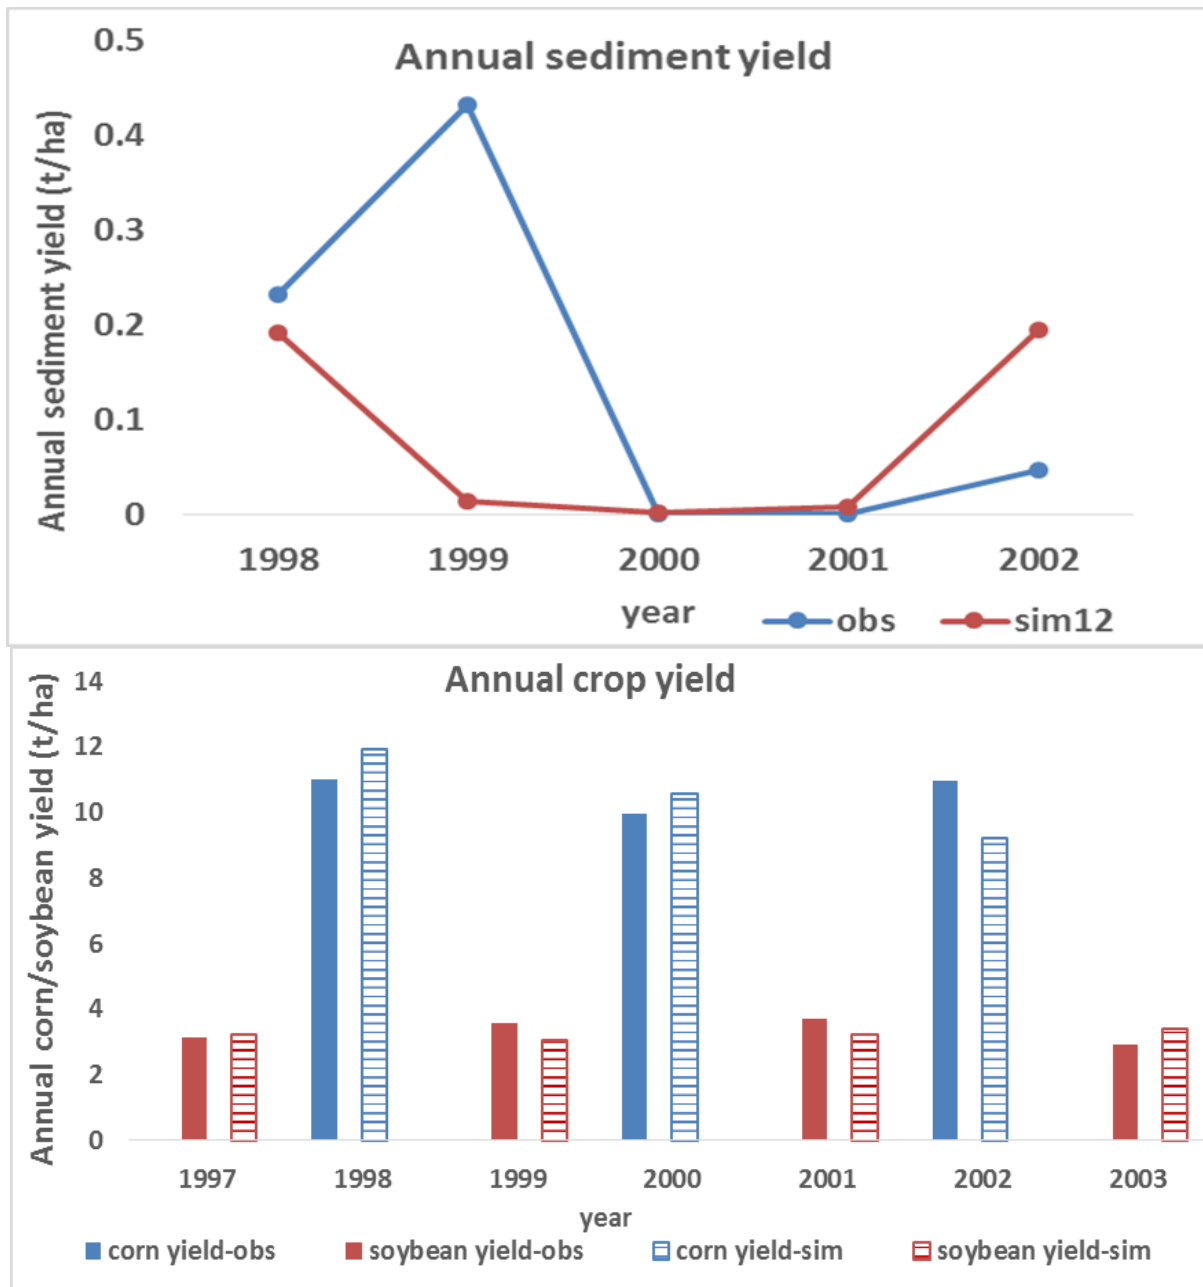 Annual sediment yield
Annual sediment yield (t/ha)
0.5
0.4
0.3
0.2
0.1
0
1998 1999 2000 2001 2002
year
obs sim12
Annual crop yield
Annual corn/soybean yield (t/ha)
14
12
10
8
6
4
2
0
1997 1998 1999 2000 2001 2002 2003
year
corn yield-obs soybean yield-obs corn yield-sim soybean yield-sim